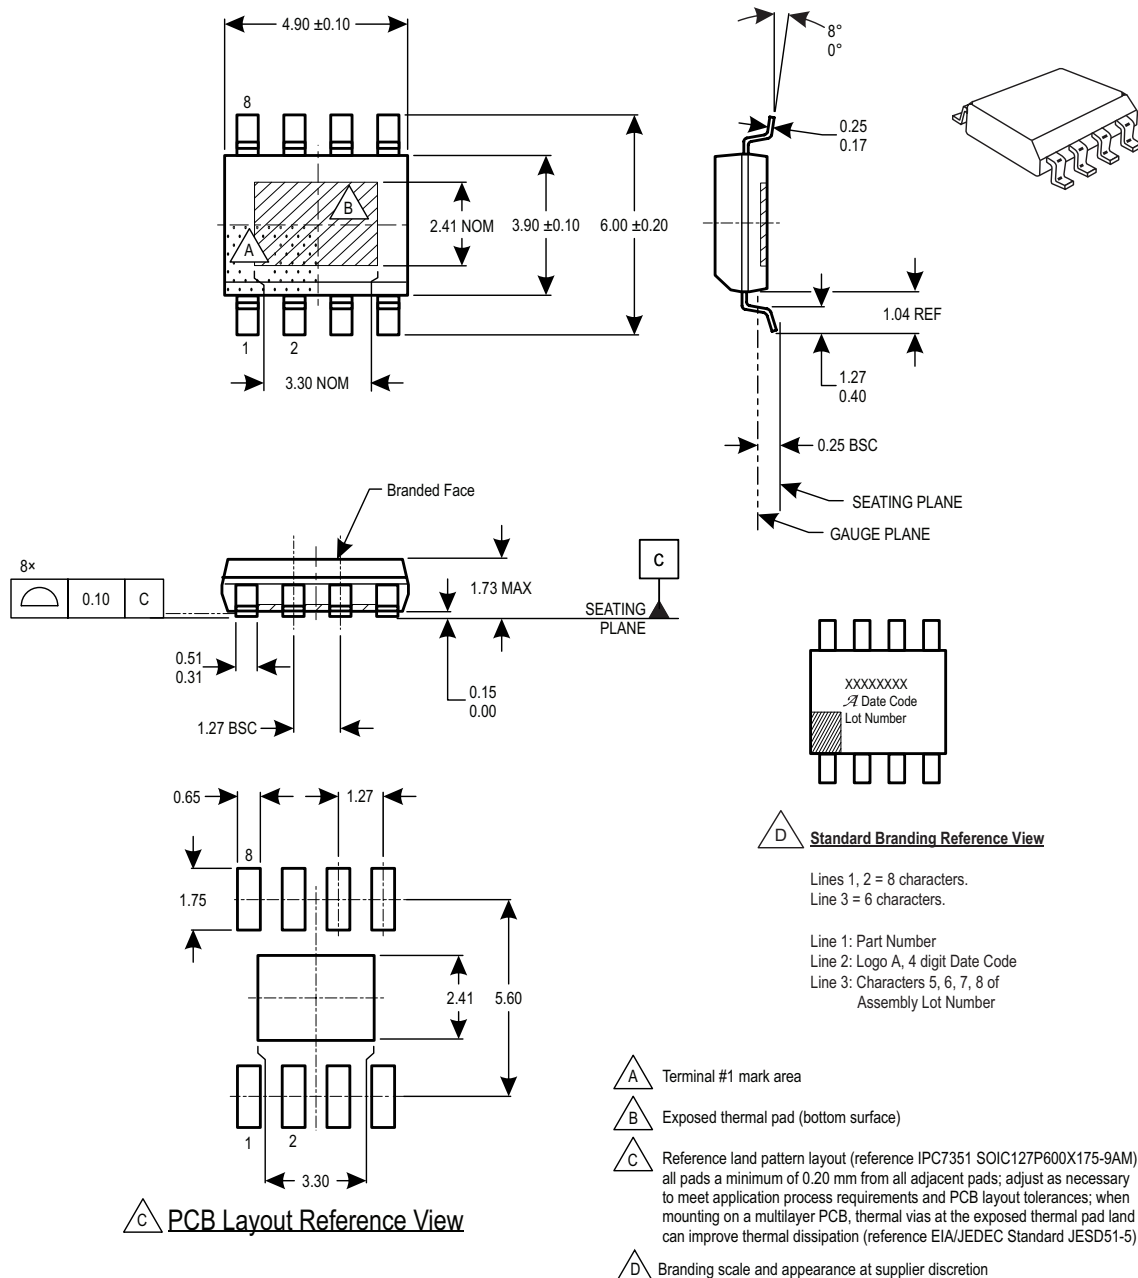 4.90 ±0.10
8
B
A
2.41 NOM
3.90 ±0.10
6.00 ±0.20
1
2
3.30 NOM
8°
0°
0.25
0.17
1.04 REF
1.27
0.40
0.25 BSC
SEATING PLANE
GAUGE PLANE
Branded Face
8×
0.10
C
1.73 MAX
C
SEATING
PLANE
0.51
0.31
0.15
0.00
1.27 BSC
XXXXXXXX
A Date Code
Lot Number
D Standard Branding Reference View
Lines 1, 2 = 8 characters.
Line 3 = 6 characters.
Line 1: Part Number
Line 2: Logo A, 4 digit Date Code
Line 3: Characters 5, 6, 7, 8 of
Assembly Lot Number
0.65
1.27
8
1.75
2.41
5.60
1
2
3.30
C PCB Layout Reference View
A Terminal #1 mark area
B Exposed thermal pad (bottom surface)
C Reference land pattern layout (reference IPC7351 SOIC127P600X175-9AM)
all pads a minimum of 0.20 mm from all adjacent pads; adjust as necessary
to meet application process requirements and PCB layout tolerances; when
mounting on a multilayer PCB, thermal vias at the exposed thermal pad land
can improve thermal dissipation (reference EIA/JEDEC Standard JESD51-5)
D Branding scale and appearance at supplier discretion